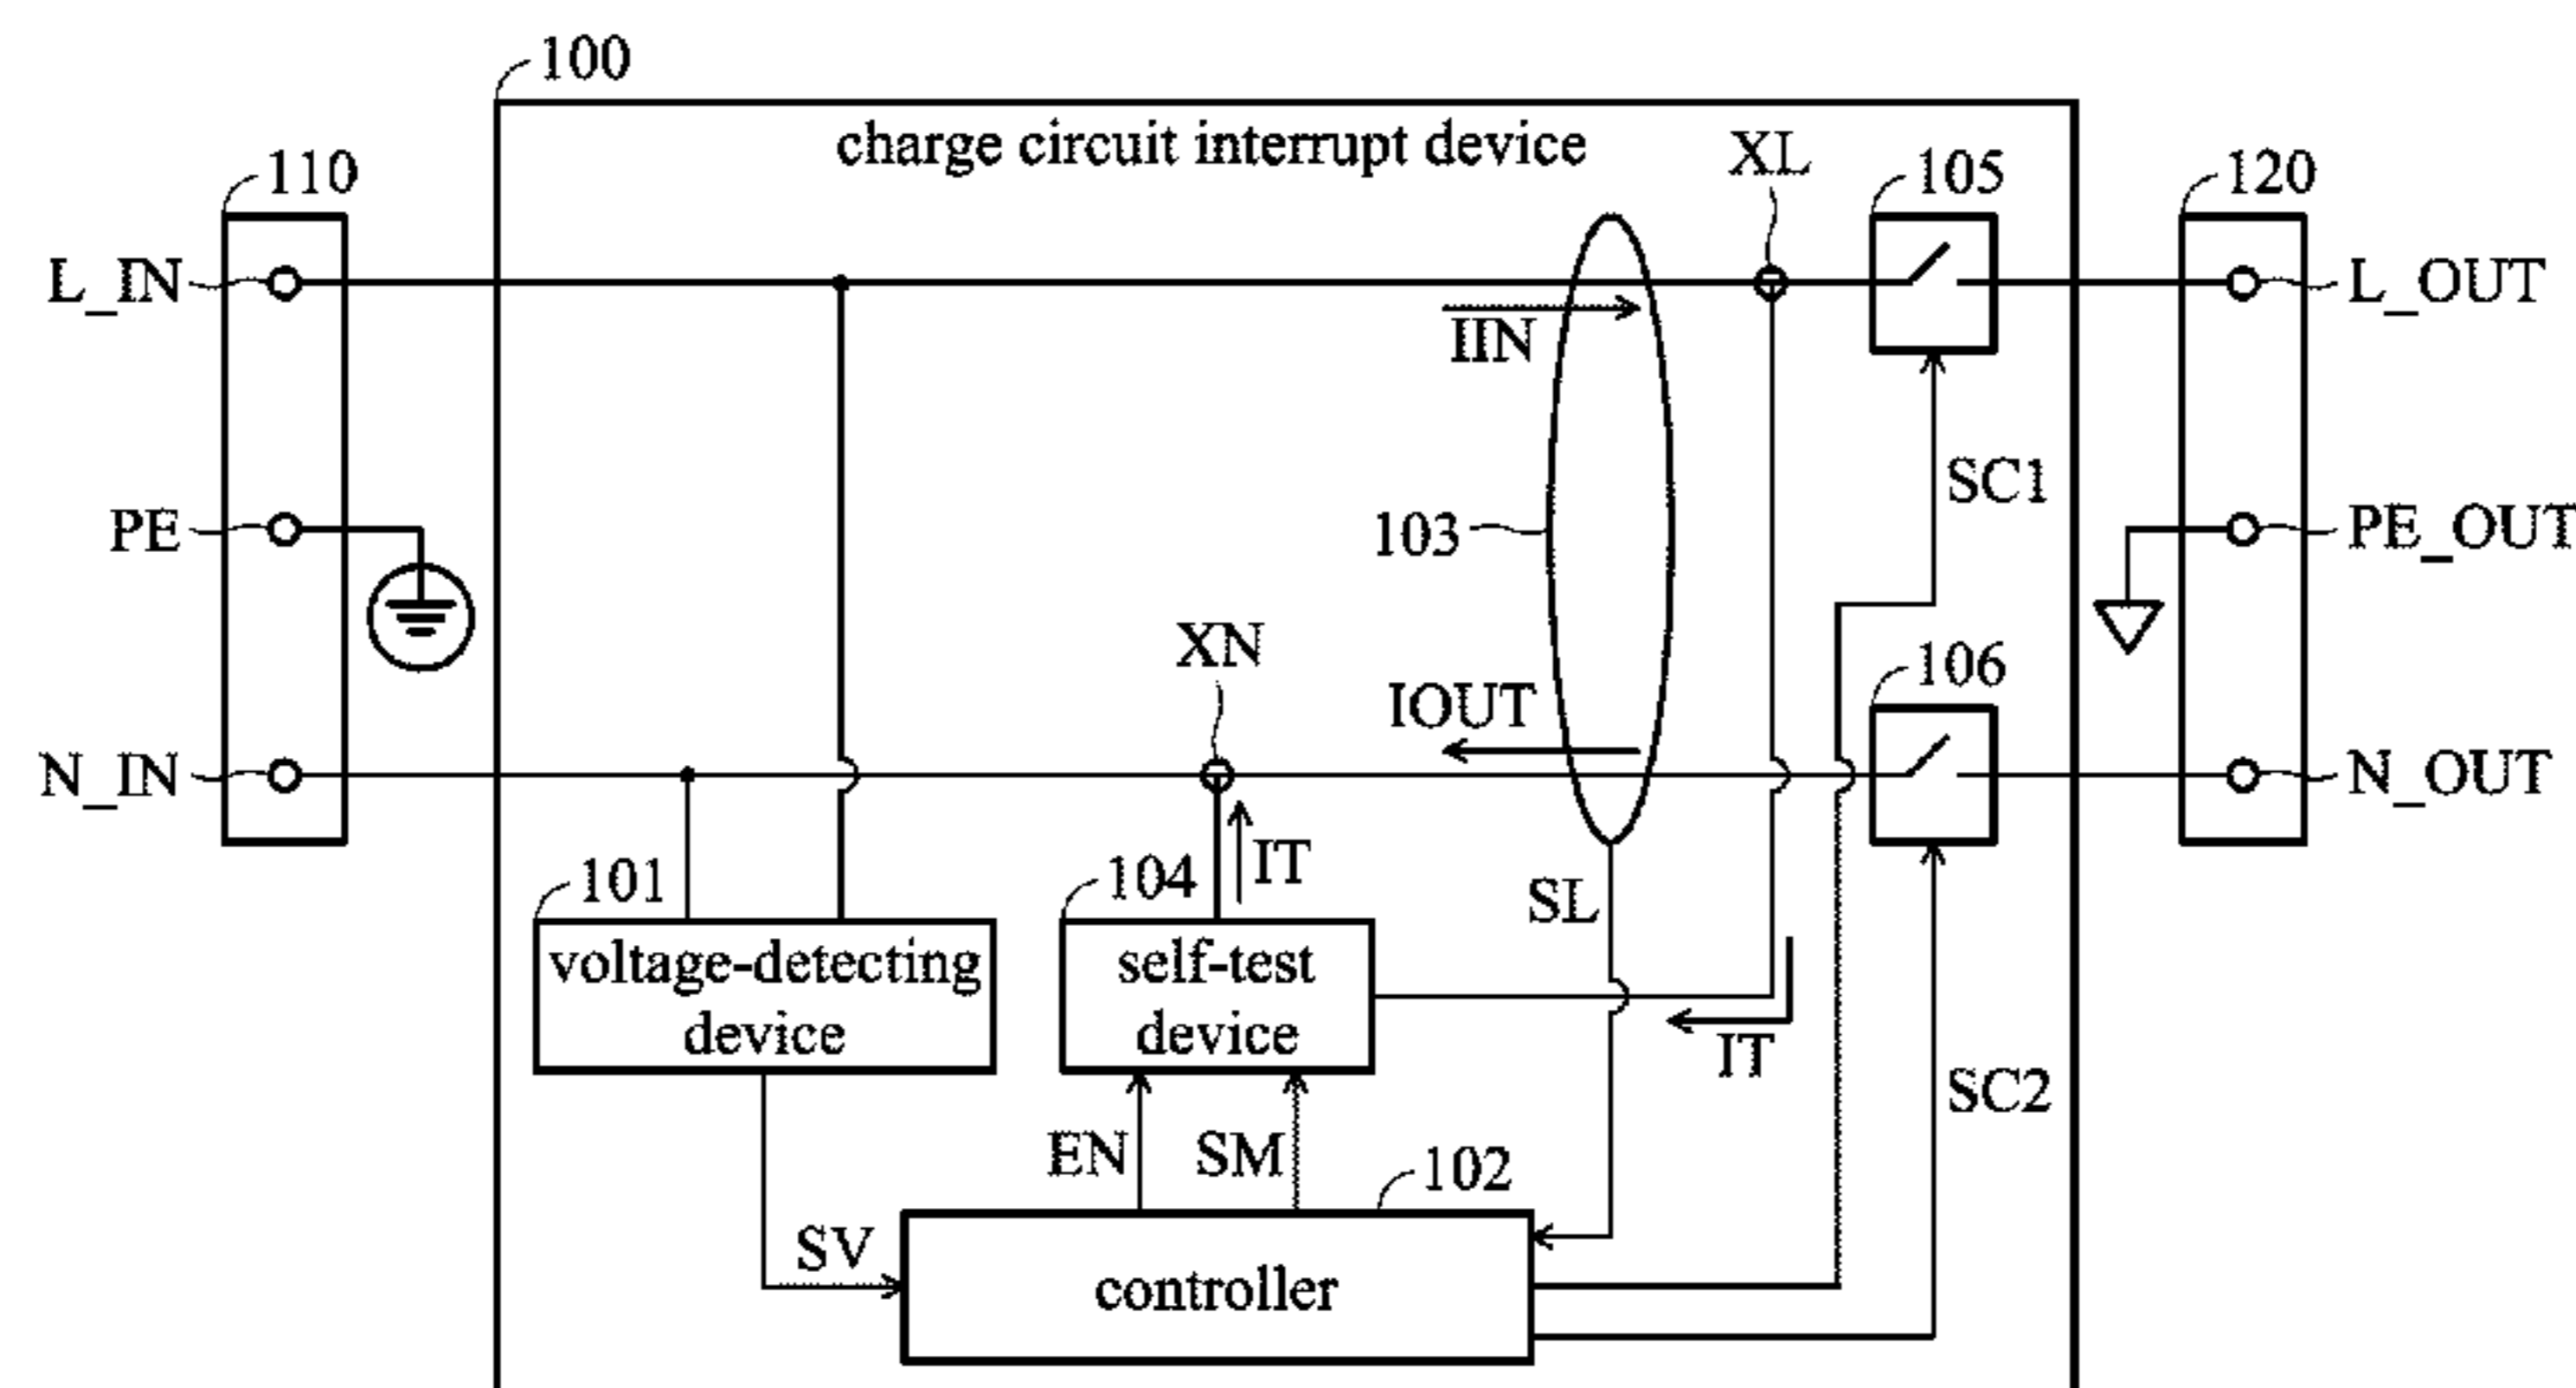 100
charge circuit interrupt device
XL
110
105
120
L_IN
L_OUT
IIN
SC1
PE
103
PE_OUT
XN
106
IOUT
N_IN
N_OUT
101
104
IT
SL
voltage-detecting
device
self-test
device
IT
SC2
EN
SM
102
SV
controller